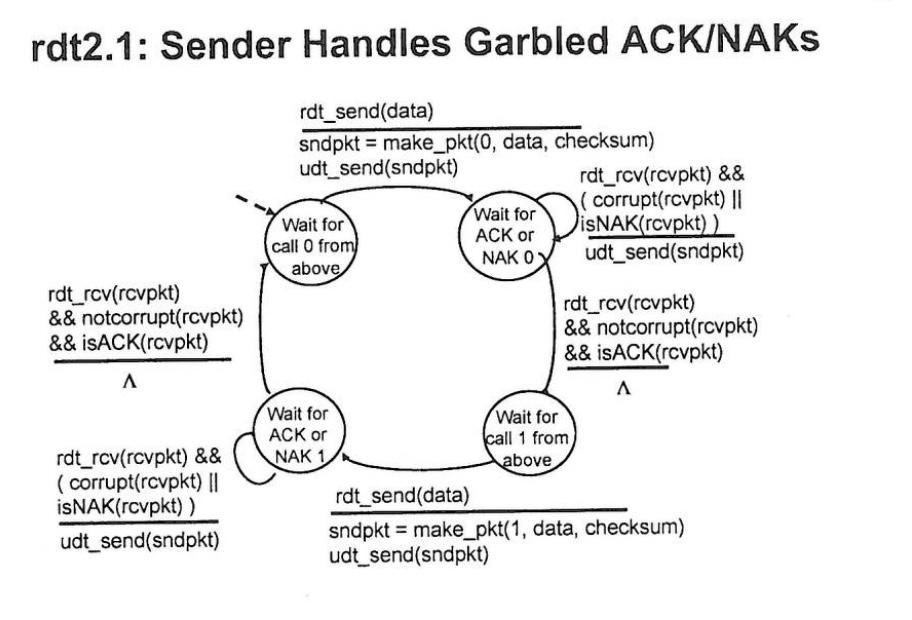 rdt2.1: Sender Handles Garbled ACK/NAKs
rdt_send(data)
sndpkt = make_pkt(0, data, checksum)
udt_send(sndpkt)
rdt_rcv(rcvpkt) &&
( corrupt(rcvpkt) ||
isNAK(rcvpkt) )
udt_send(sndpkt)
Wait for
call 0 from
above
Wait for
ACK or
NAK 0
rdt_rcv(rcvpkt)
&& notcorrupt(rcvpkt)
&& isACK(rcvpkt)
Λ
rdt_rcv(rcvpkt)
&& notcorrupt(rcvpkt)
&& isACK(rcvpkt)
Λ
Wait for
ACK or
NAK 1
Wait for
call 1 from
above
rdt_rcv(rcvpkt) &&
( corrupt(rcvpkt) ||
isNAK(rcvpkt) )
udt_send(sndpkt)
rdt_send(data)
sndpkt = make_pkt(1, data, checksum)
udt_send(sndpkt)